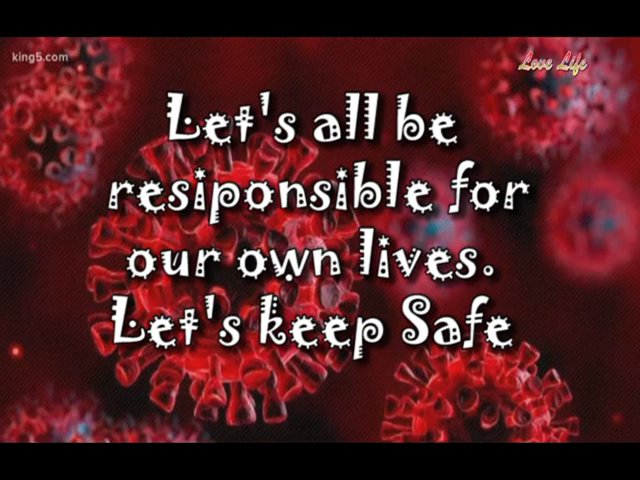 king5.com
Love Life
Let's all be
resiponsible for
our own lives.
Let's keep Safe